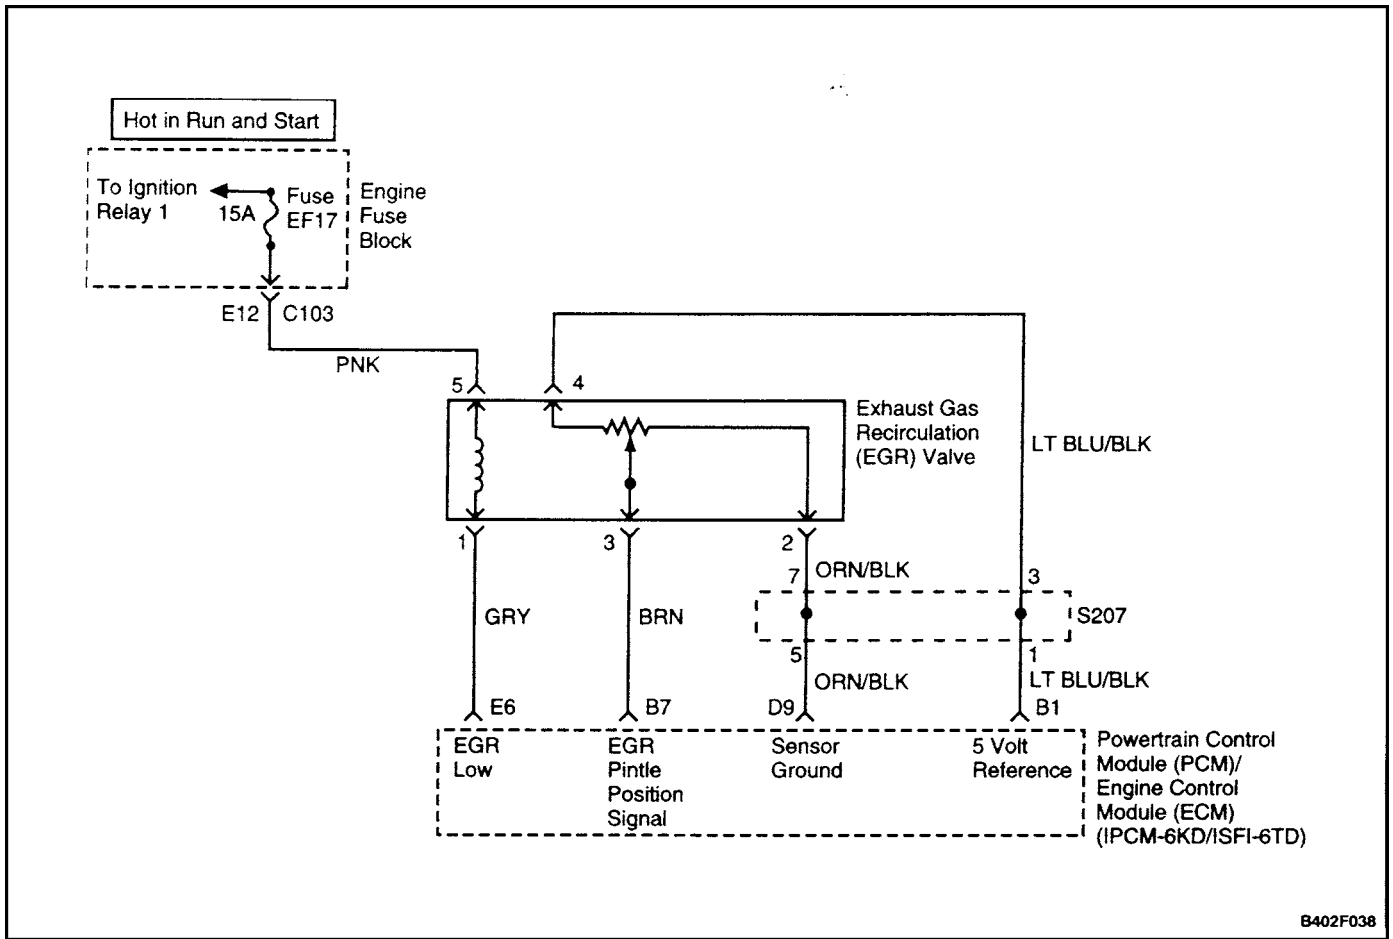 Hot in Run and Start
To Ignition
Relay 1
15A
Fuse
EF17
Engine
Fuse
Block
E12
C103
PNK
5
4
Exhaust Gas
Recirculation
(EGR) Valve
LT BLU/BLK
1
3
2
7
ORN/BLK
3
GRY
BRN
S207
5
ORN/BLK
1
LT BLU/BLK
E6
B7
D9
B1
EGR
Low
EGR
Pintle
Position
Signal
Sensor
Ground
5 Volt
Reference
Powertrain Control
Module (PCM)/
Engine Control
Module (ECM)
(IPCM-6KD/ISFI-6TD)
B402F038